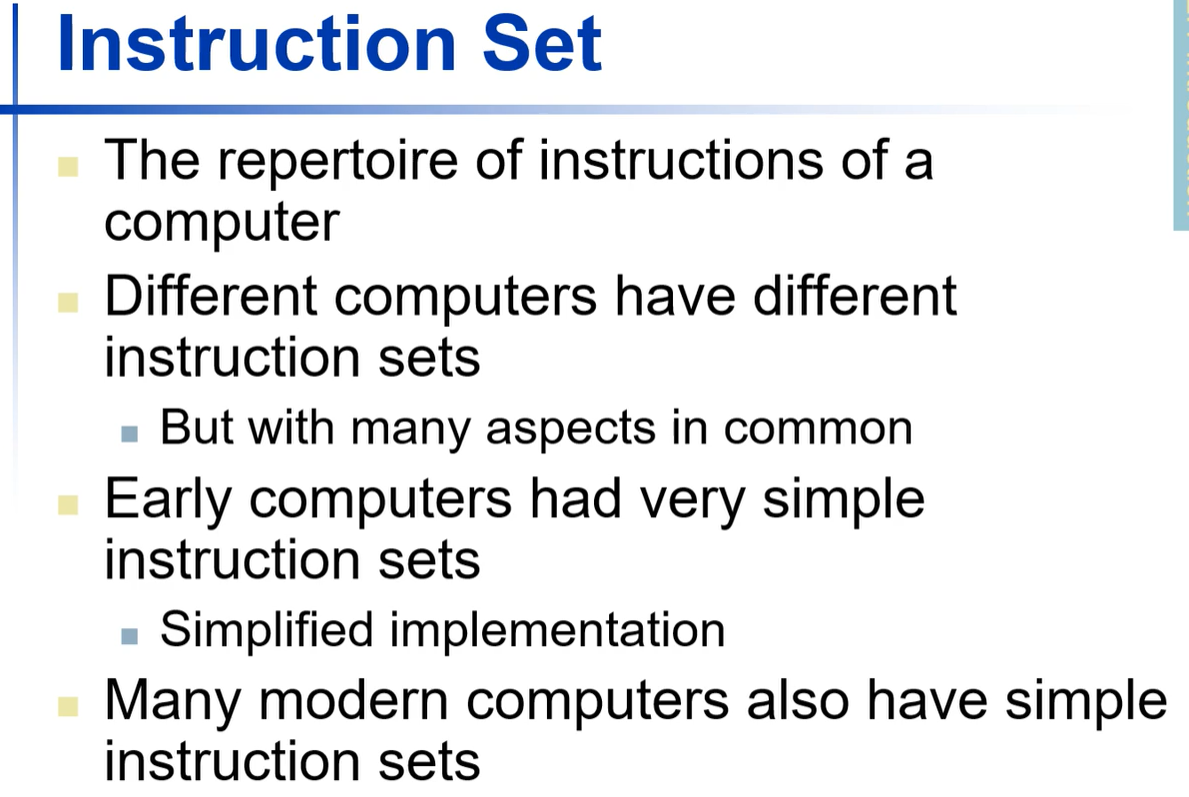 Instruction Set
The repertoire of instructions of a
computer
Different computers have different
instruction sets
But with many aspects in common
Early computers had very simple
instruction sets
Simplified implementation
Many modern computers also have simple
instruction sets